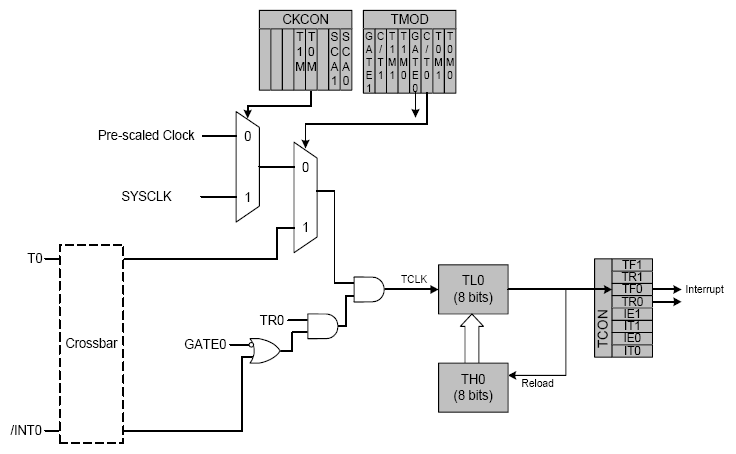 CKCON
TMOD
T1M
T0M
SCA1
SCA0
GATE1
C/T1
T1M1
T1M0
GATE0
C/T0
T0M1
T0M0
Pre-scaled Clock
0
SYSCLK
1
0
1
T0
Crossbar
/INT0
GATE0
TR0
TCLK
TL0
(8 bits)
TH0
(8 bits)
Reload
TCON
TF1
TR1
TF0
TR0
IE1
IT1
IE0
IT0
Interrupt